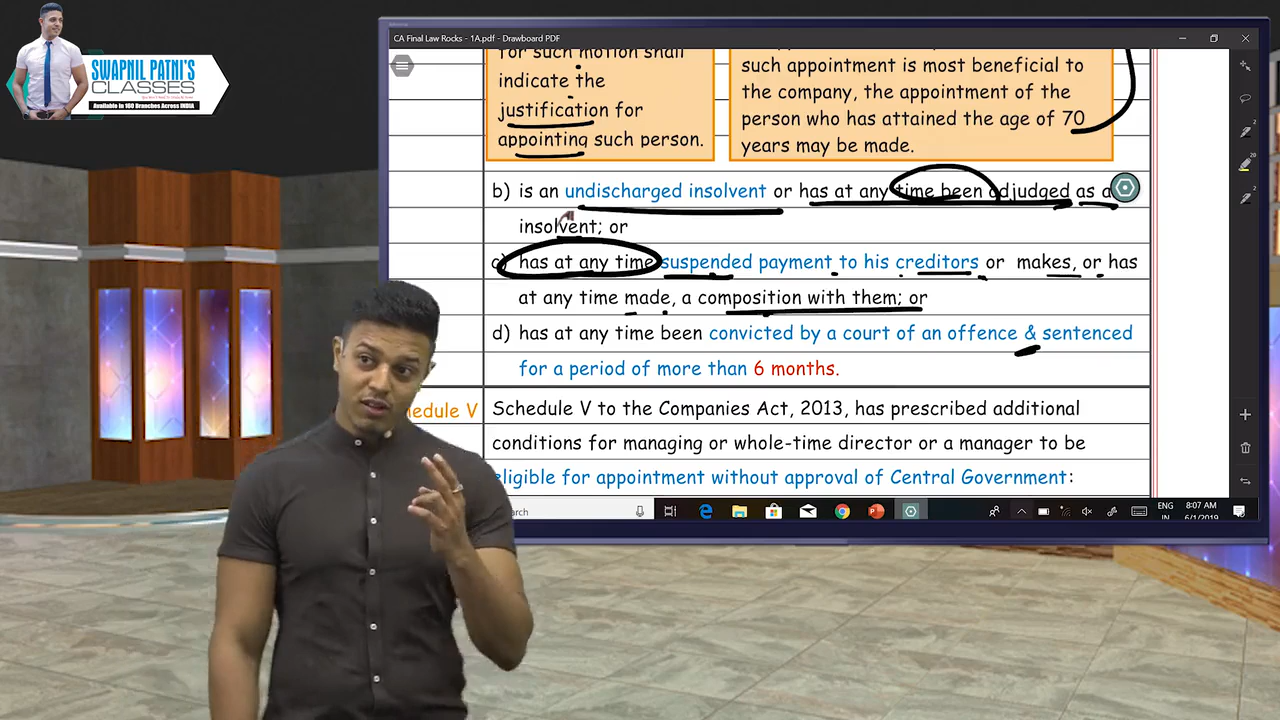 SWAPNIL PATNI'S
CLASSES
Available in 160 Branches Across INDIA
CA Final Law Rocks - 1A.pdf - Drawboard PDF
for such motion shall
indicate the
justification for
appointing such person.
such appointment is most beneficial to
the company, the appointment of the
person who has attained the age of 70
years may be made.
b) is an undischarged insolvent or has at any time been adjudged as a
insolvent; or
c) has at any time suspended payment to his creditors or makes, or has
at any time made, a composition with them; or
d) has at any time been convicted by a court of an offence & sentenced
for a period of more than 6 months.
edule V
Schedule V to the Companies Act, 2013, has prescribed additional
conditions for managing or whole-time director or a manager to be
eligible for appointment without approval of Central Government:
arch
ENG
IN
8:07 AM
6/1/2019